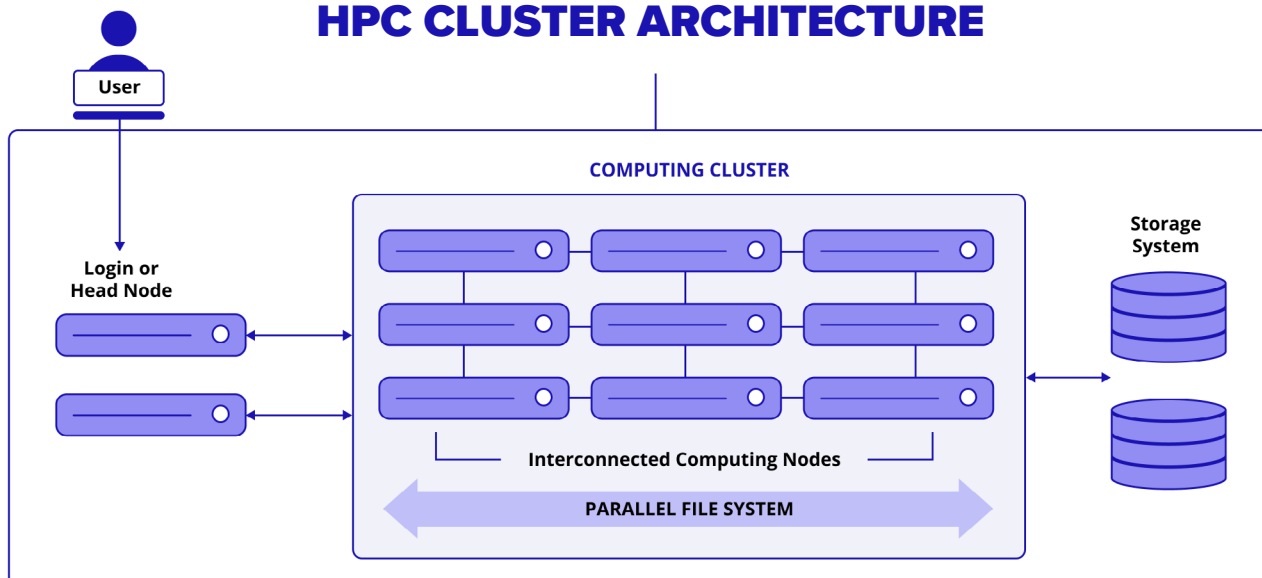 HPC CLUSTER ARCHITECTURE
User
COMPUTING CLUSTER
Login or
Head Node
Storage
System
Interconnected Computing Nodes
PARALLEL FILE SYSTEM